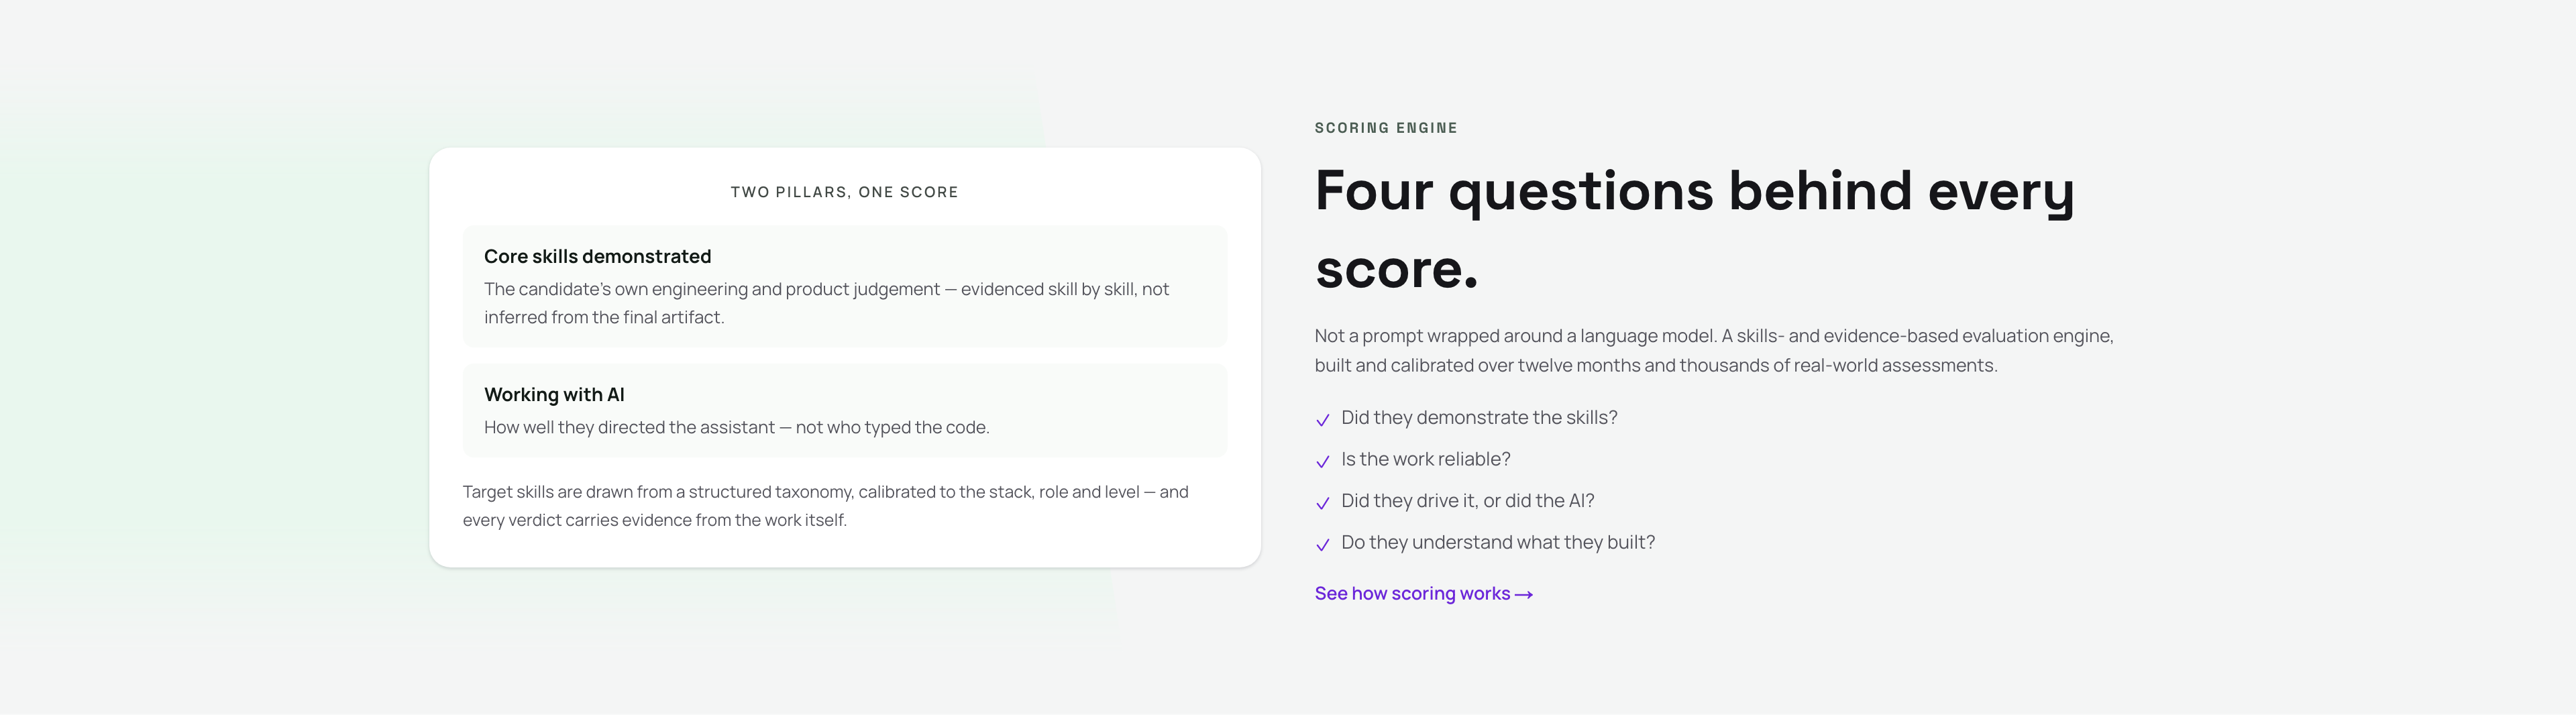 TWO PILLARS, ONE SCORE
Core skills demonstrated
The candidate's own engineering and product judgement — evidenced skill by skill, not
inferred from the final artifact.
Working with AI
How well they directed the assistant — not who typed the code.
Target skills are drawn from a structured taxonomy, calibrated to the stack, role and level — and
every verdict carries evidence from the work itself.
SCORING ENGINE
Four questions behind every
score.
Not a prompt wrapped around a language model. A skills- and evidence-based evaluation engine,
built and calibrated over twelve months and thousands of real-world assessments.
Did they demonstrate the skills?
Is the work reliable?
Did they drive it, or did the AI?
Do they understand what they built?
See how scoring works →